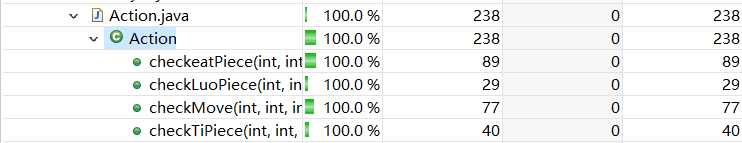 Action.java 100.0 % 238 0 238
Action 100.0 % 238 0 238
checkeatPiece(int, int 100.0 % 89 0 89
checkLuoPiece(int, in 100.0 % 29 0 29
checkMove(int, int, in 100.0 % 77 0 77
checkTiPiece(int, int, 100.0 % 40 0 40